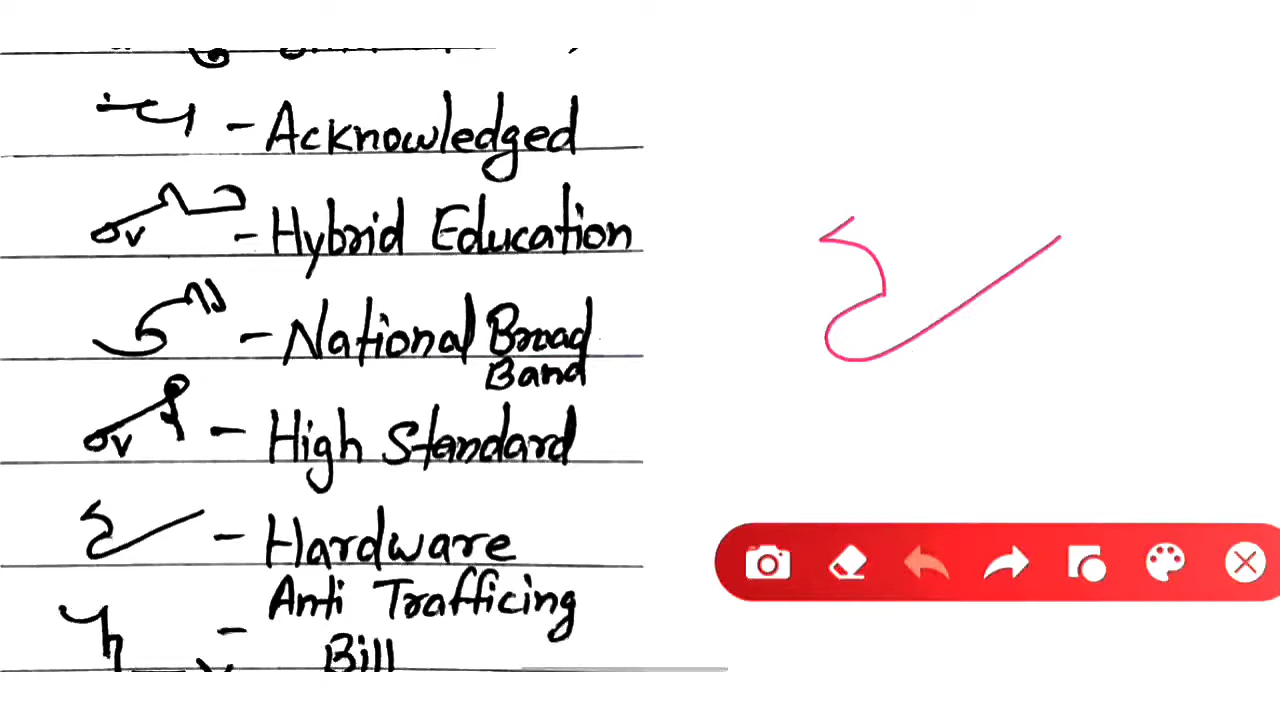 - Acknowledged
- Hybrid Education
- National Broad
Band
- High Standard
- Hardware
Anti Trafficing
- Bill